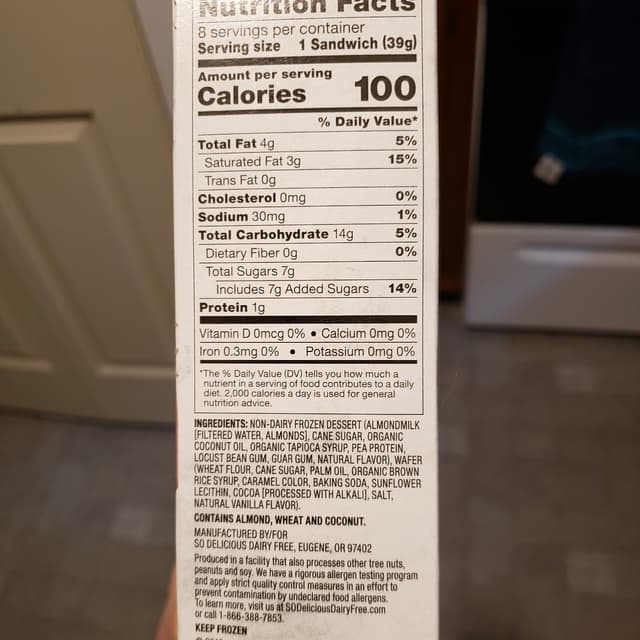 Nutrition Facts
8 servings per container
Serving size 1 Sandwich (39g)
Amount per serving
Calories 100
% Daily Value*
Total Fat 4g 5%
Saturated Fat 3g 15%
Trans Fat 0g
Cholesterol 0mg 0%
Sodium 30mg 1%
Total Carbohydrate 14g 5%
Dietary Fiber 0g 0%
Total Sugars 7g
Includes 7g Added Sugars 14%
Protein 1g
Vitamin D 0mcg 0% • Calcium 0mg 0%
Iron 0.3mg 0% • Potassium 0mg 0%
*The % Daily Value (DV) tells you how much a
nutrient in a serving of food contributes to a daily
diet. 2,000 calories a day is used for general
nutrition advice.
INGREDIENTS: NON-DAIRY FROZEN DESSERT (ALMONDMILK
[FILTERED WATER, ALMONDS], CANE SUGAR, ORGANIC
COCONUT OIL, ORGANIC TAPIOCA SYRUP, PEA PROTEIN,
LOCUST BEAN GUM, GUAR GUM, NATURAL FLAVOR), WAFER
(WHEAT FLOUR, CANE SUGAR, PALM OIL, ORGANIC BROWN
RICE SYRUP, CARAMEL COLOR, BAKING SODA, SUNFLOWER
LECITHIN, COCOA [PROCESSED WITH ALKALI], SALT,
NATURAL VANILLA FLAVOR).
CONTAINS ALMOND, WHEAT AND COCONUT.
MANUFACTURED BY/FOR
SO DELICIOUS DAIRY FREE, EUGENE, OR 97402
Produced in a facility that also processes other tree nuts,
peanuts and soy. We have a rigorous allergen testing program
and apply strict quality control measures in an effort to
prevent contamination by undeclared food allergens.
To learn more, visit us at SODeliciousDairyFree.com
or call 1-866-388-7853.
KEEP FROZEN